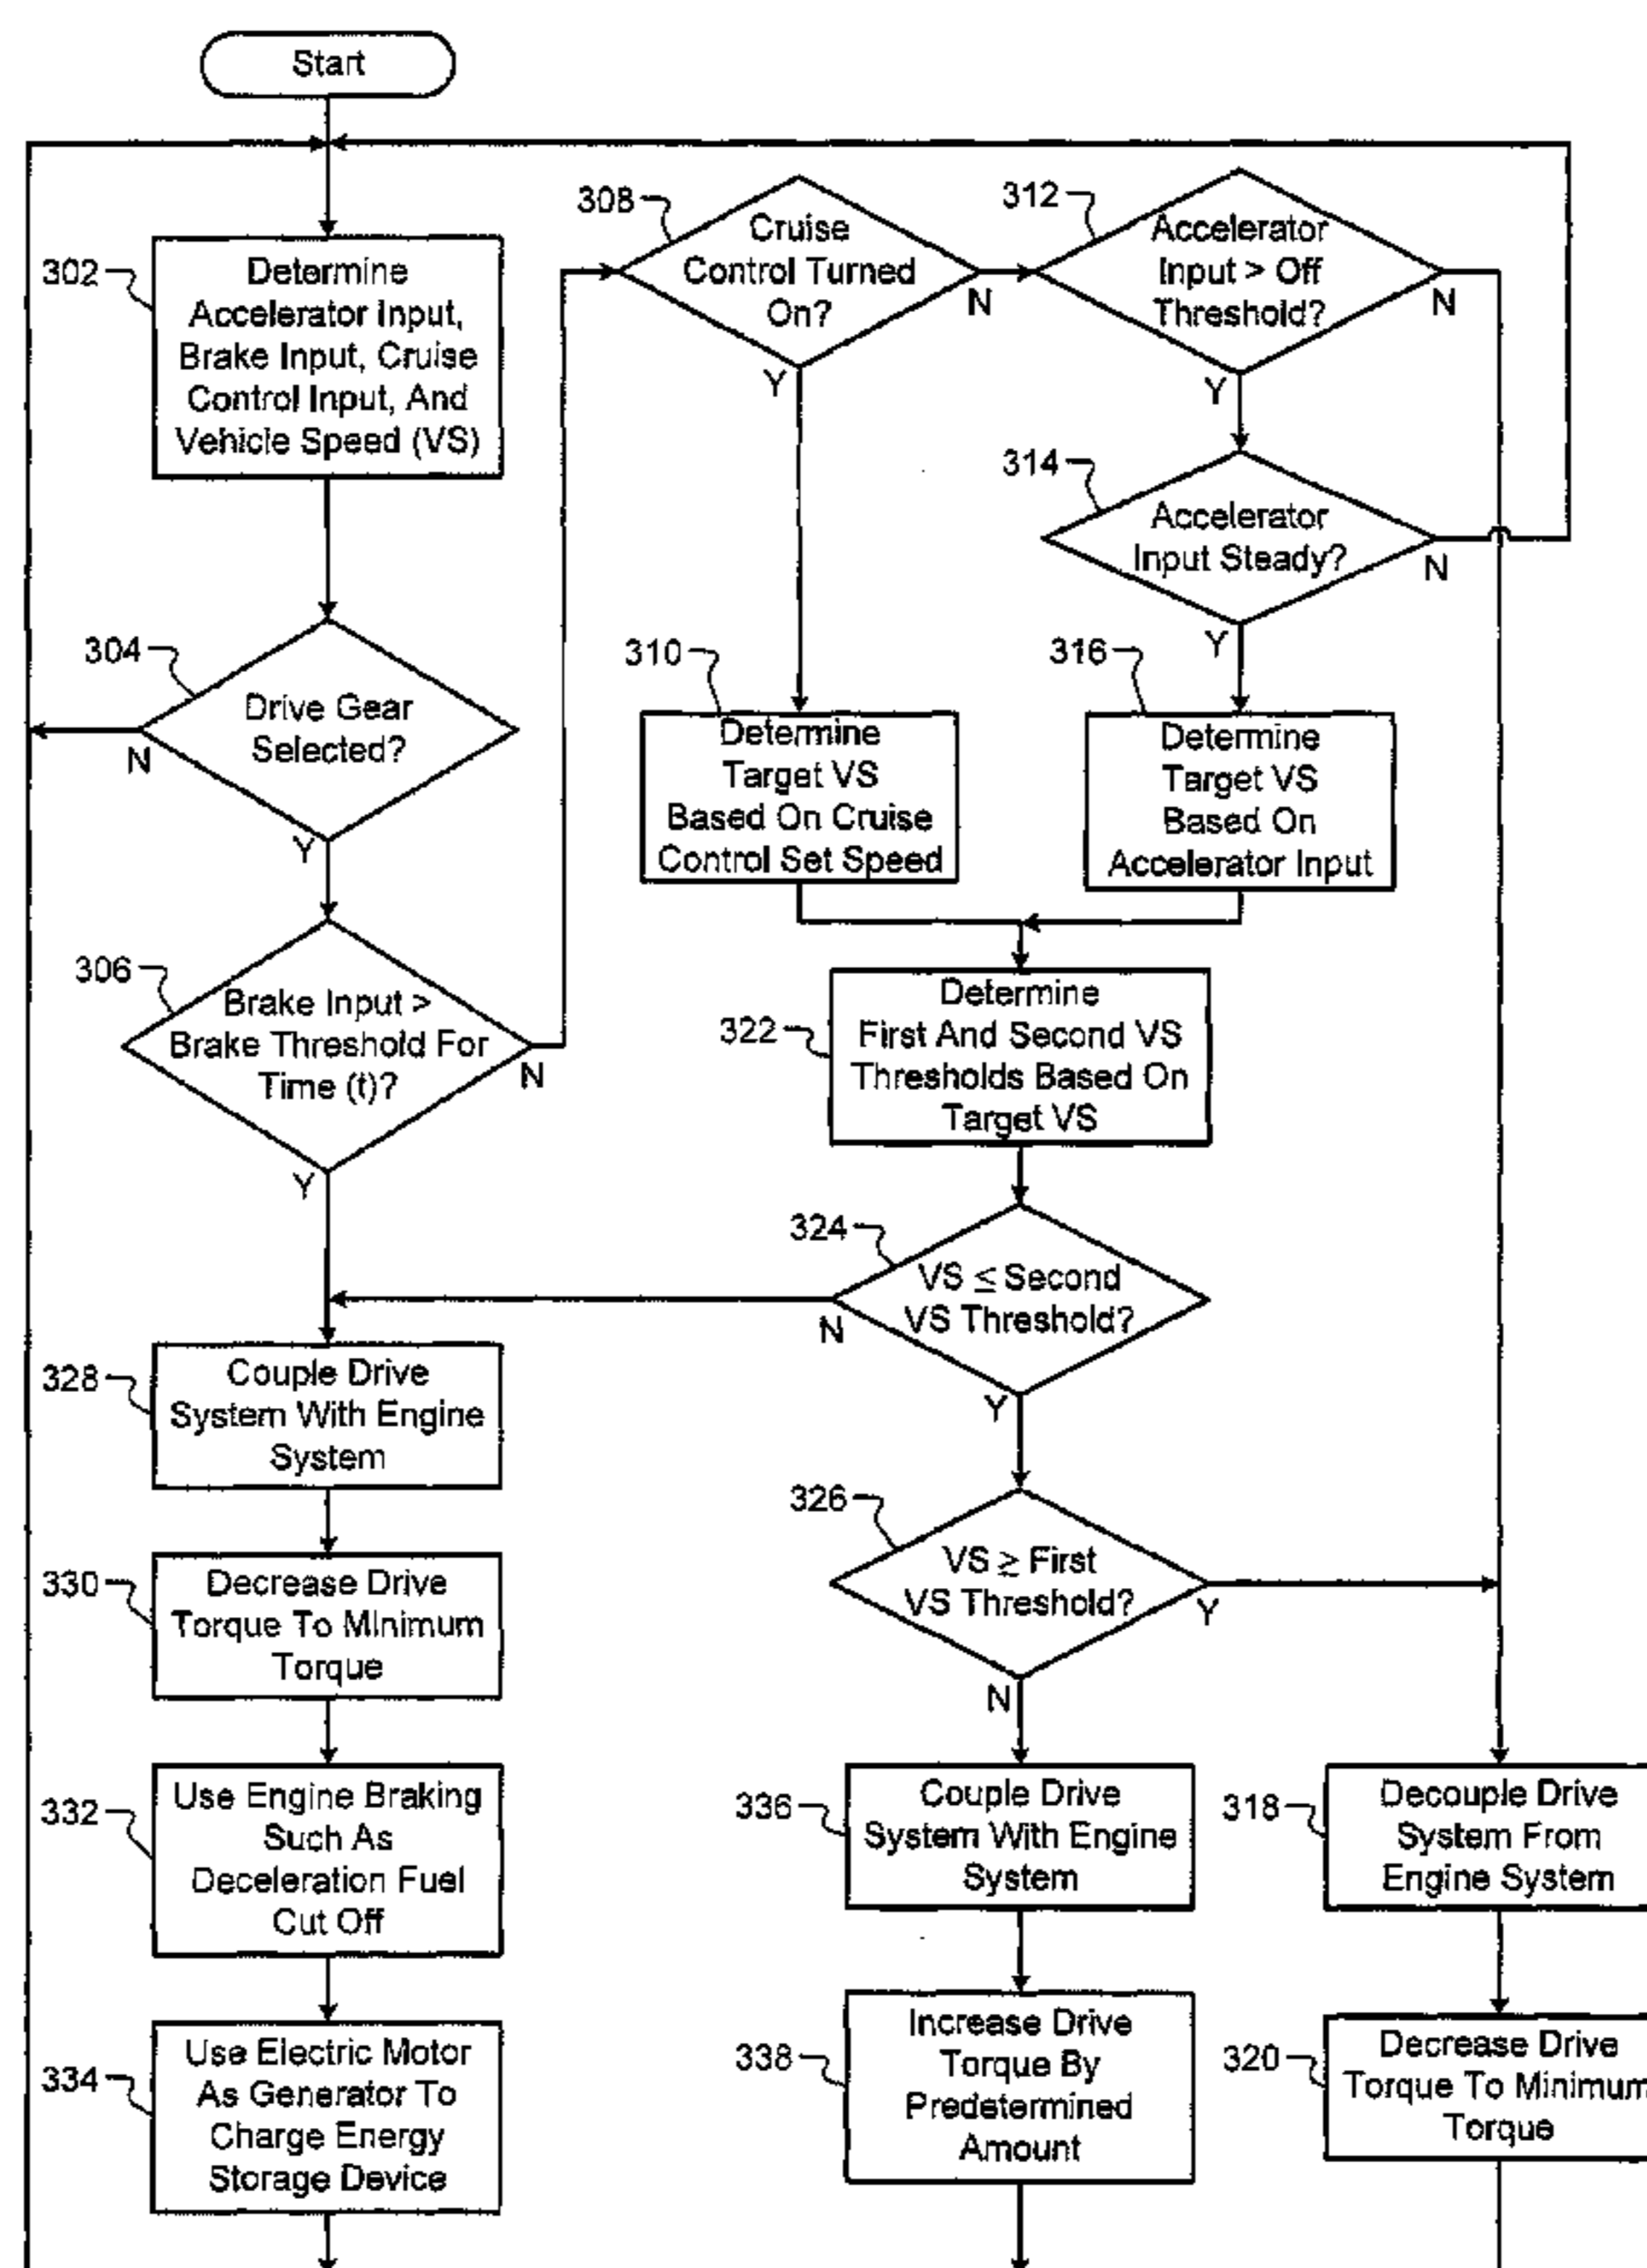 Start
302
Determine
Accelerator Input,
Brake Input, Cruise
Control Input, And
Vehicle Speed (VS)
304
Drive Gear
Selected?
N
Y
306
Brake Input >
Brake Threshold For
Time (t)?
N
Y
308
Cruise
Control Turned
On?
N
Y
312
Accelerator
Input > Off
Threshold?
N
Y
314
Accelerator
Input Steady?
N
Y
310
Determine
Target VS
Based On Cruise
Control Set Speed
316
Determine
Target VS
Based On
Accelerator Input
322
Determine
First And Second VS
Thresholds Based On
Target VS
324
VS ≤ Second
VS Threshold?
N
Y
326
VS ≥ First
VS Threshold?
Y
N
328
Couple Drive
System With Engine
System
330
Decrease Drive
Torque To Minimum
Torque
332
Use Engine Braking
Such As
Deceleration Fuel
Cut Off
334
Use Electric Motor
As Generator To
Charge Energy
Storage Device
336
Couple Drive
System With Engine
System
338
Increase Drive
Torque By
Predetermined
Amount
318
Decouple Drive
System From
Engine System
320
Decrease Drive
Torque To Minimum
Torque